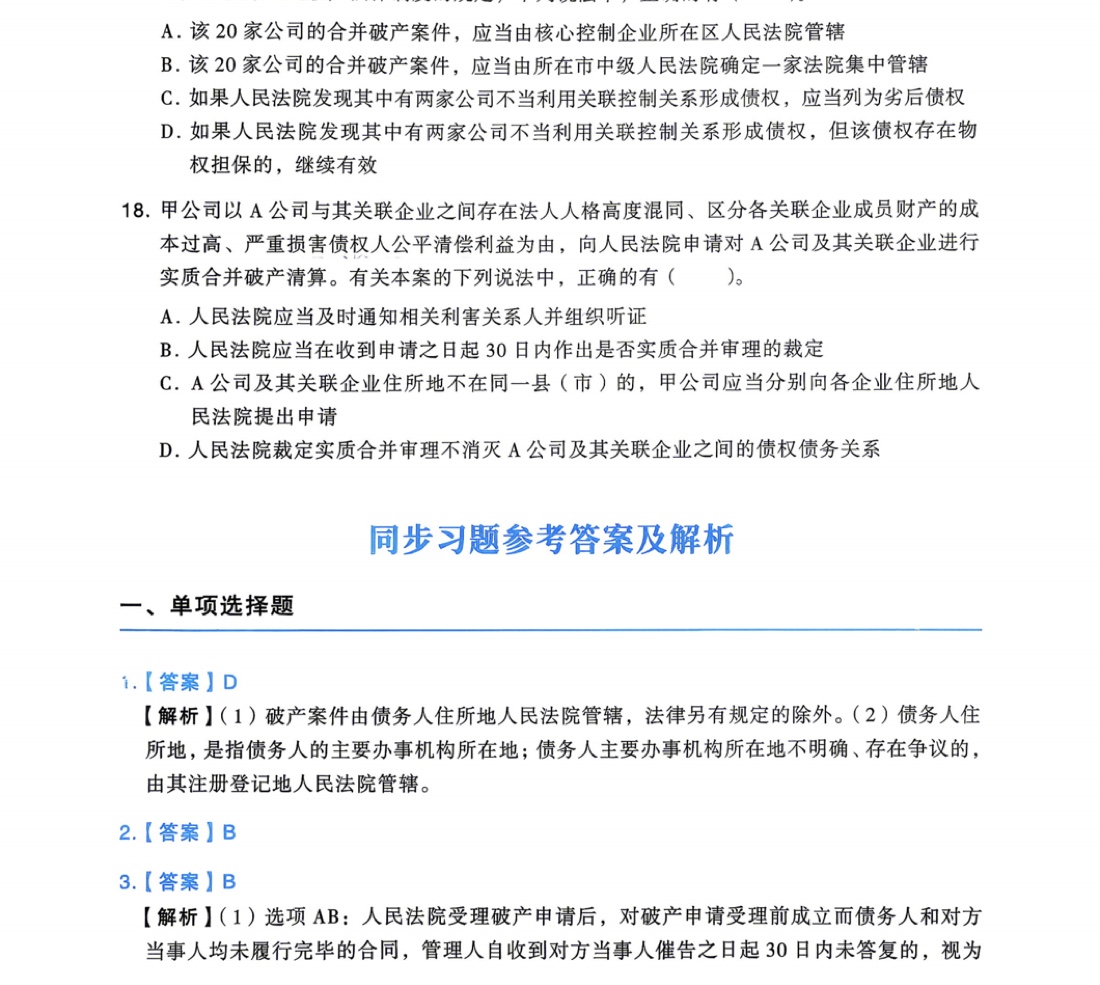 A. 该 20 家公司的合并破产案件，应当由核心控制企业所在区人民法院管辖
B. 该 20 家公司的合并破产案件，应当由所在市中级人民法院确定一家法院集中管辖
C. 如果人民法院发现其中有两家公司不当利用关联控制关系形成债权，应当列为劣后债权
D. 如果人民法院发现其中有两家公司不当利用关联控制关系形成债权，但该债权存在物
权担保的，继续有效
18. 甲公司以 A 公司与其关联企业之间存在法人人格高度混同、区分各关联企业成员财产的成
本过高、严重损害债权人公平清偿利益为由，向人民法院申请对 A 公司及其关联企业进行
实质合并破产清算。有关本案的下列说法中，正确的有（　　）。
A. 人民法院应当及时通知相关利害关系人并组织听证
B. 人民法院应当在收到申请之日起 30 日内作出是否实质合并审理的裁定
C. A 公司及其关联企业住所地不在同一县（市）的，甲公司应当分别向各企业住所地人
民法院提出申请
D. 人民法院裁定实质合并审理不消灭 A 公司及其关联企业之间的债权债务关系
同步习题参考答案及解析
一、单项选择题
1.【答案】D
【解析】（1）破产案件由债务人住所地人民法院管辖，法律另有规定的除外。（2）债务人住
所地，是指债务人的主要办事机构所在地；债务人主要办事机构所在地不明确、存在争议的，
由其注册登记地人民法院管辖。
2.【答案】B
3.【答案】B
【解析】（1）选项 AB：人民法院受理破产申请后，对破产申请受理前成立而债务人和对方
当事人均未履行完毕的合同，管理人自收到对方当事人催告之日起 30 日内未答复的，视为